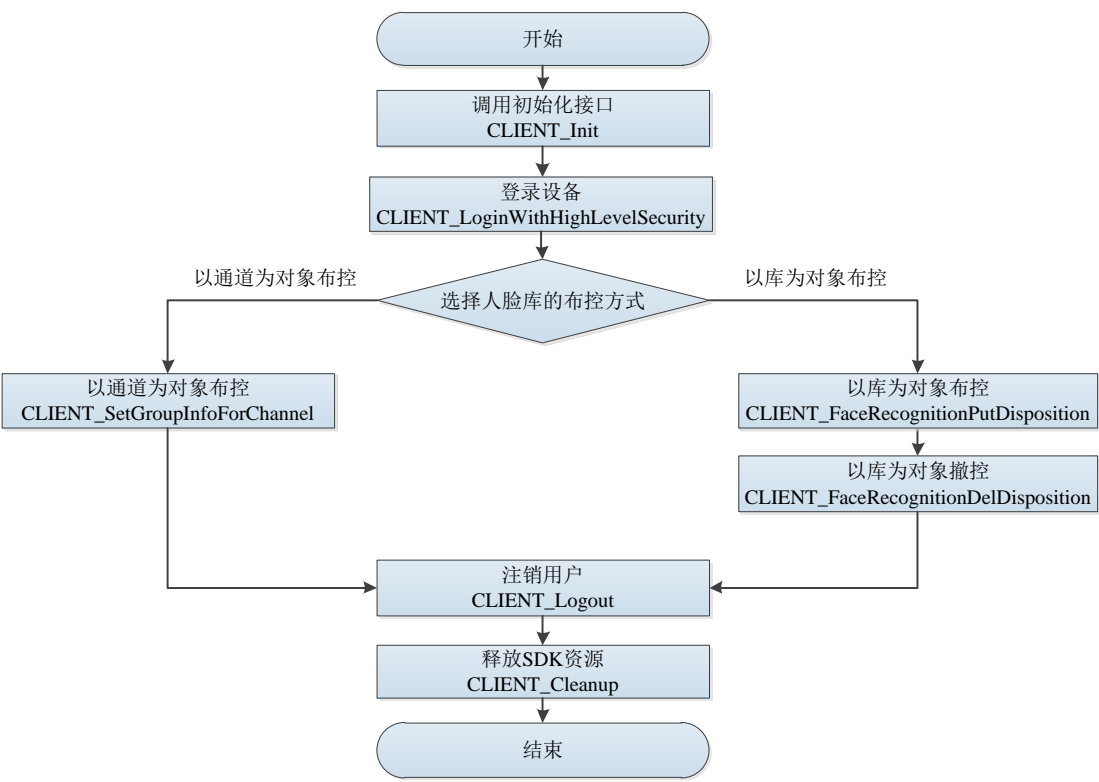 开始
调用初始化接口
CLIENT_Init
登录设备
CLIENT_LoginWithHighLevelSecurity
以通道为对象布控
以库为对象布控
选择人脸库的布控方式
以通道为对象布控
CLIENT_SetGroupInfoForChannel
以库为对象布控
CLIENT_FaceRecognitionPutDisposition
以库为对象撤控
CLIENT_FaceRecognitionDelDisposition
注销用户
CLIENT_Logout
释放SDK资源
CLIENT_Cleanup
结束